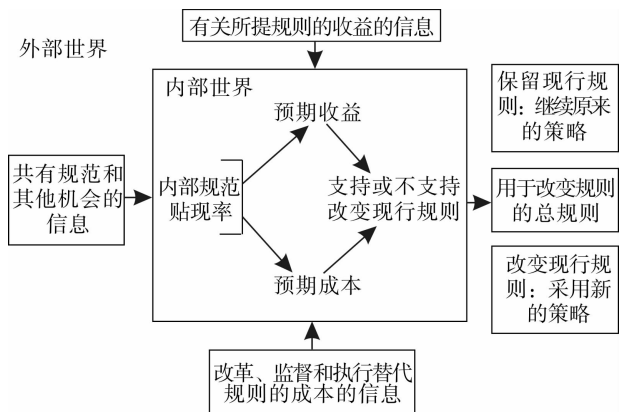 有关所提规则的收益的信息
外部世界
内部世界
预期收益
保留现行规
则：继续原来
的策略
共有规范和
其他机会的
信息
内部规范
贴现率
支持或不支持
改变现行规则
用于改变规则
的总规则
预期成本
改变现行规
则：采用新
的策略
改革、监督和执行替代
规则的成本的信息